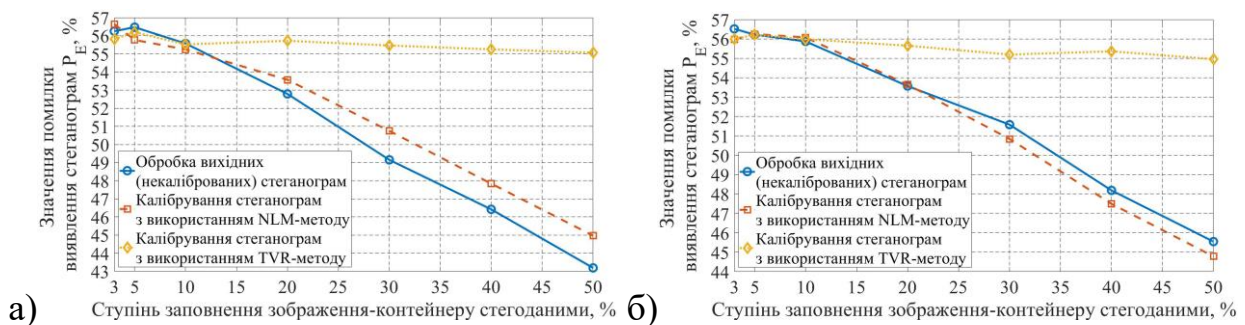 57
56
55
54
53
52
51
50
49
48
47
46
45
44
43
Значення помилки
виявлення стеганограм P_E, %
Обробка вихідних
(некаліброваних) стеганограм
Калібрування стеганограм
з використанням NLM-методу
Калібрування стеганограм
з використанням TVR-методу
3 5 10 15 20 25 30 35 40 45 50
Ступінь заповнення зображення-контейнеру стегоданими, %
а)
57
56
55
54
53
52
51
50
49
48
47
46
45
44
Значення помилки
виявлення стеганограм P_E, %
Обробка вихідних
(некаліброваних) стеганограм
Калібрування стеганограм
з використанням NLM-методу
Калібрування стеганограм
з використанням TVR-методу
3 5 10 15 20 25 30 35 40 45 50
Ступінь заповнення зображення-контейнеру стегоданими, %
б)